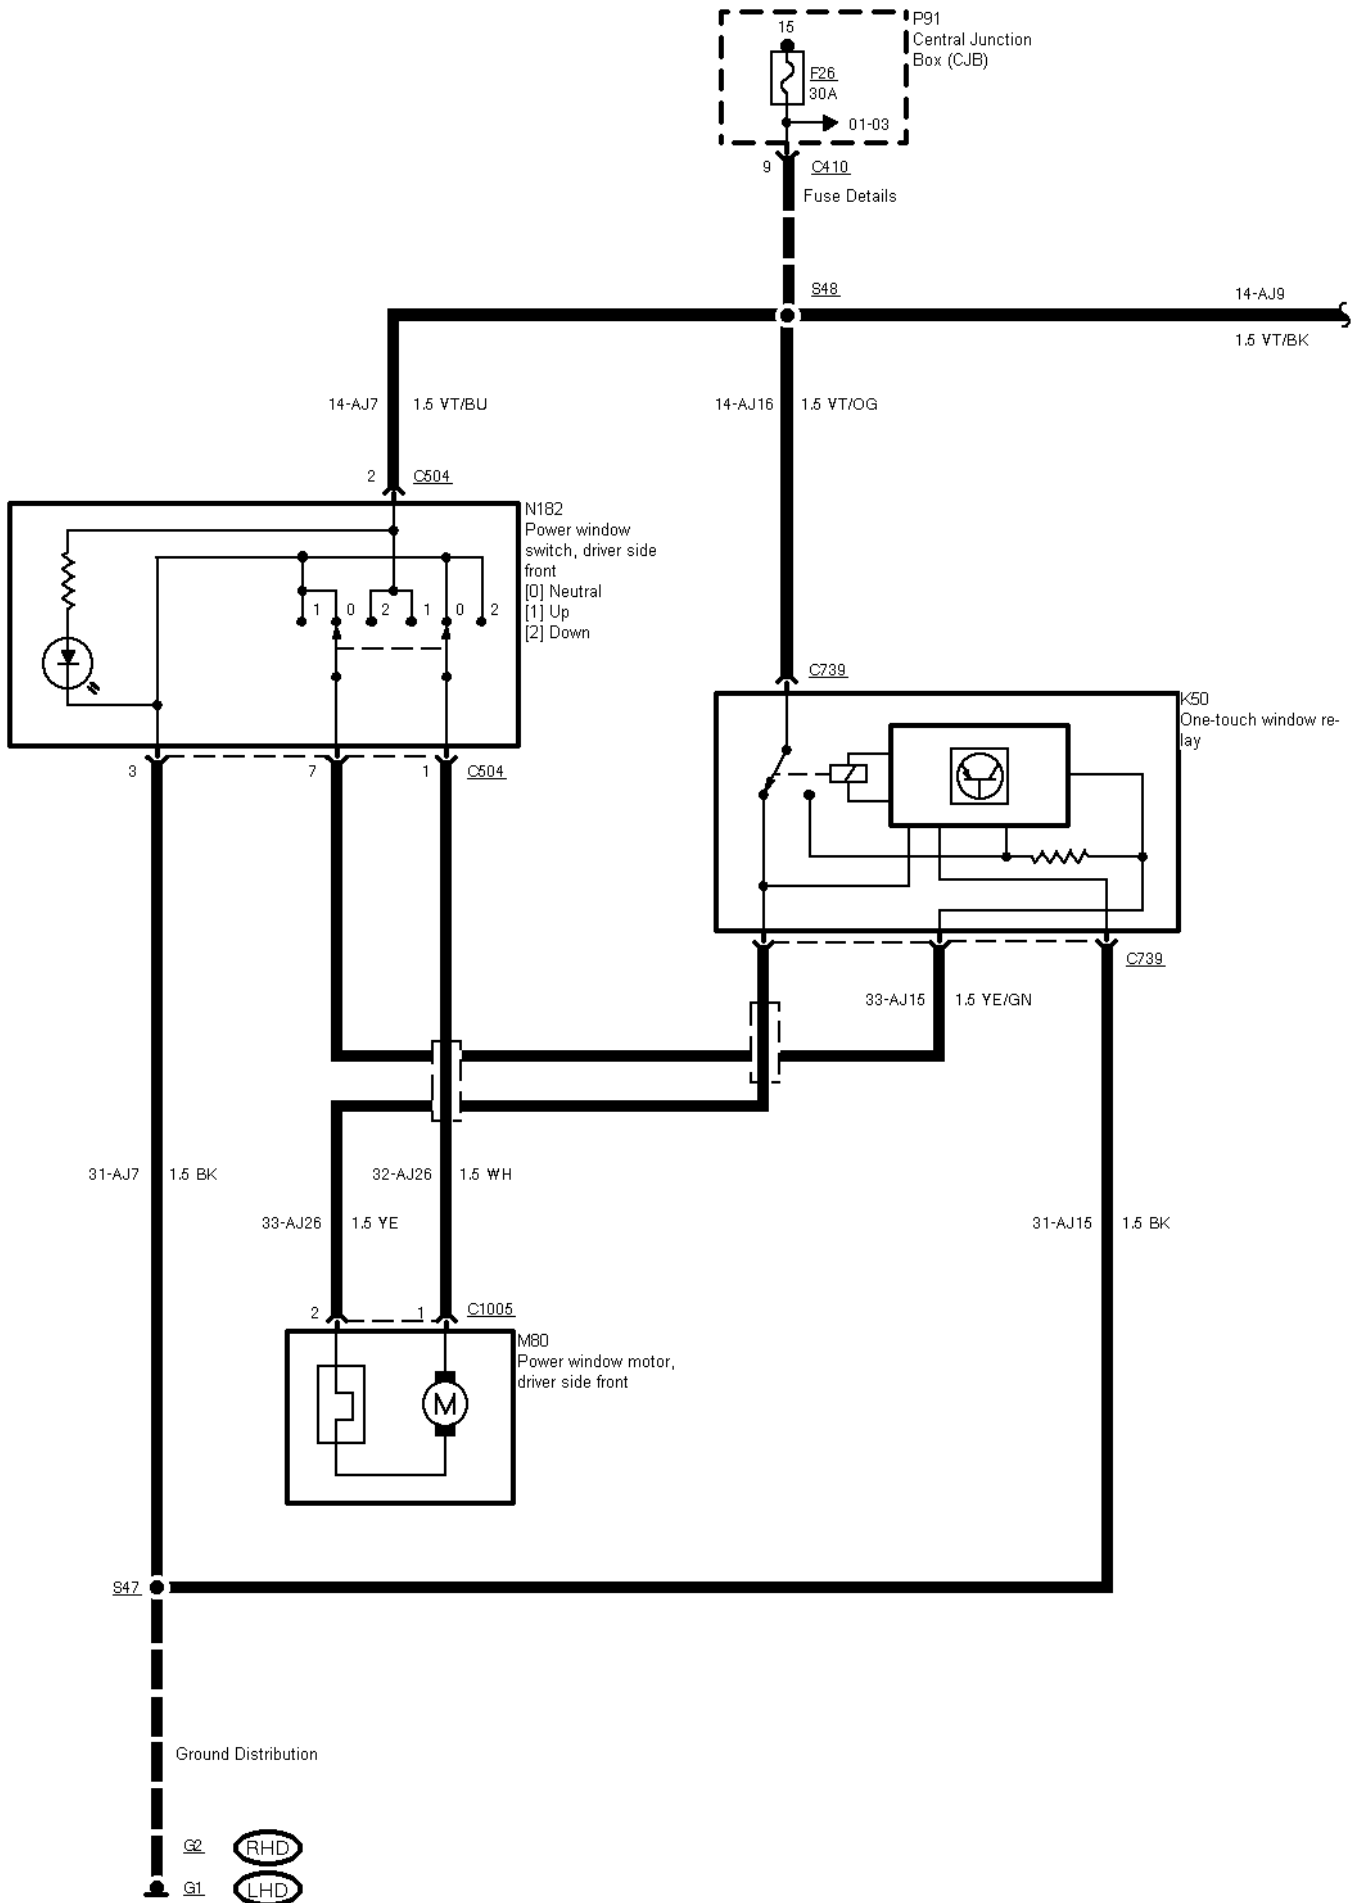 P91
15
Central Junction
Box (CJB)
F26
30A
01-03
9
C410
Fuse Details
S48
14-AJ9
1.5 VT/BK
14-AJ7
1.5 VT/BU
14-AJ16
1.5 VT/OG
2
C504
N182
Power window
switch, driver side
front
[0] Neutral
[1] Up
[2] Down
1 0 2 1 0 2
C739
K50
One-touch window re-
lay
3
7
1
C504
C739
33-AJ15
1.5 YE/GN
31-AJ7
1.5 BK
32-AJ26
1.5 WH
33-AJ26
1.5 YE
31-AJ15
1.5 BK
2
1
C1005
M80
Power window motor,
driver side front
M
S47
Ground Distribution
G2
RHD
G1
LHD